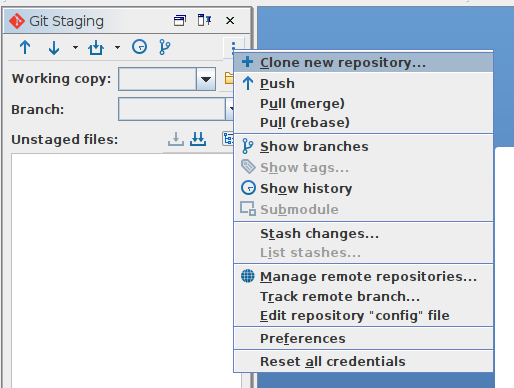 Git Staging
Working copy:
Branch:
Unstaged files:
Clone new repository...
Push
Pull (merge)
Pull (rebase)
Show branches
Show tags...
Show history
Submodule
Stash changes...
List stashes...
Manage remote repositories...
Track remote branch...
Edit repository "config" file
Preferences
Reset all credentials